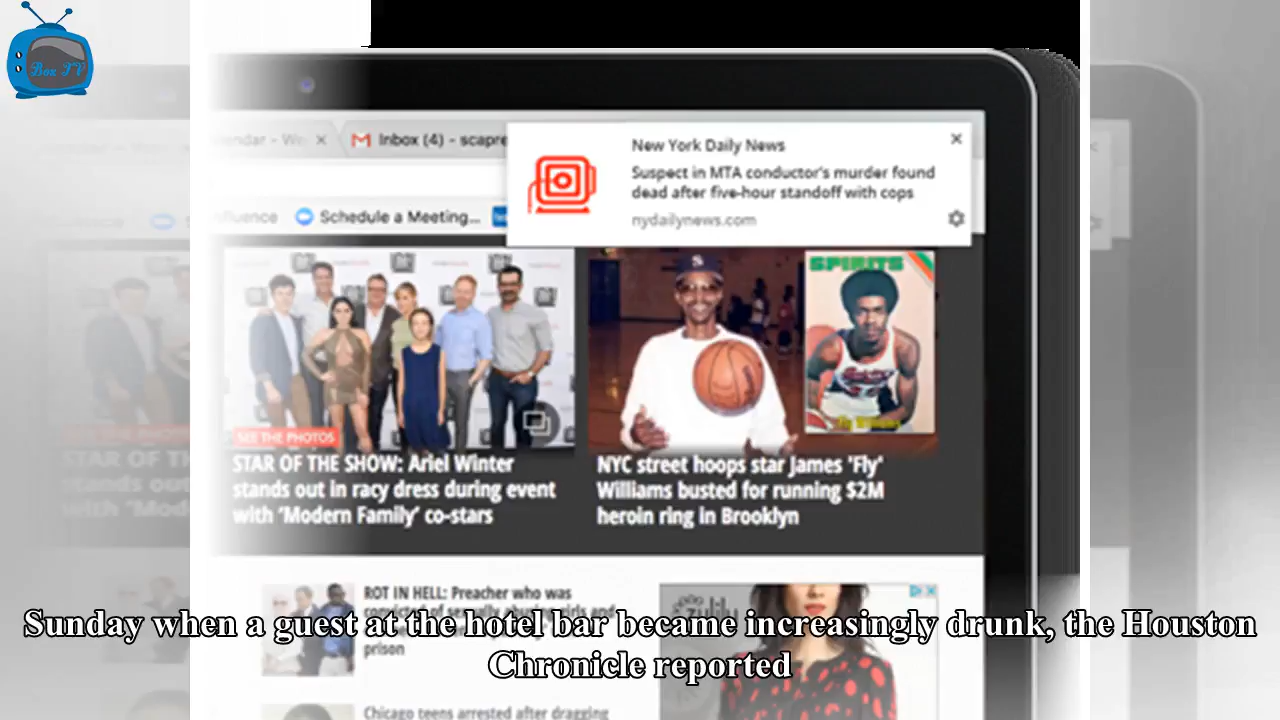 Box TV
endar - We
Inbox (4) - scapre
New York Daily News
Suspect in MTA conductor's murder found
dead after five-hour standoff with cops
nydailynews.com
Schedule a Meeting...
SPIRITS
SEE THE PHOTOS
STAR OF THE SHOW: Ariel Winter
stands out in racy dress during event
with 'Modern Family' co-stars
NYC street hoops star James 'Fly'
Williams busted for running $2M
heroin ring in Brooklyn
ROT IN HELL: Preacher who was
prison
zulily
Chicago teens arrested after dragging
Sunday when a guest at the hotel bar became increasingly drunk, the Houston
Chronicle reported